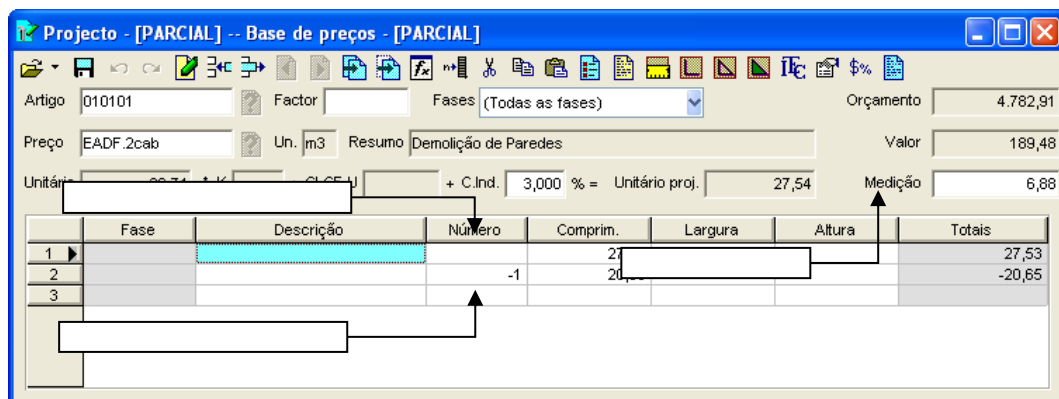 Projecto - [PARCIAL] -- Base de preços - [PARCIAL]
Artigo 010101 Factor Fases (Todas as fases) Orçamento 4.782,91
Preço EADF.2cab Un. m3 Resumo Demolição de Paredes Valor 189,48
Unitário + C.Ind. 3,000 % = Unitário proj. 27,54 Medição 6,88
Fase Descrição Número Comprim. Largura Altura Totais
1 27 27,53
2 -1 -20,65
3